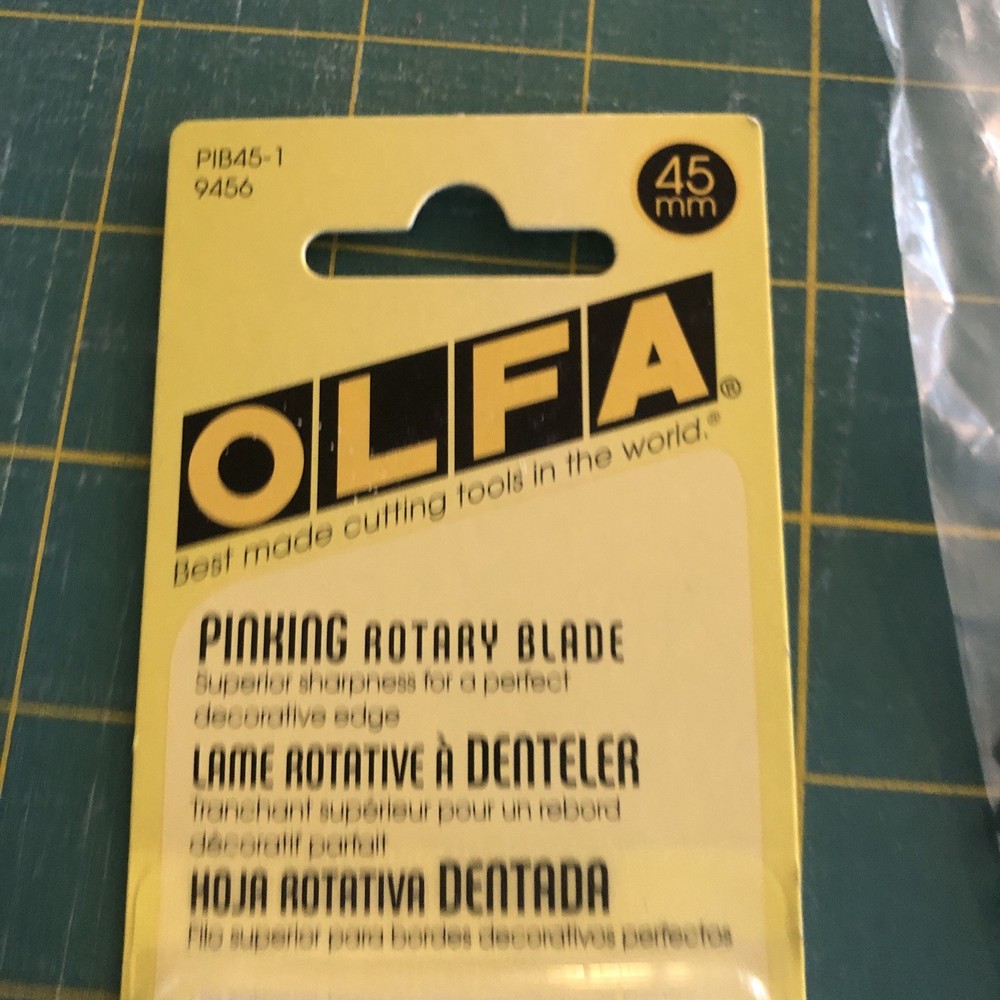 PIB45-1
9456
45
mm
OLFA®
Best made cutting tools in the world.®
PINKING ROTARY BLADE
Superior sharpness for a perfect
decorative edge
LAME ROTATIVE À DENTELER
Tranchant supérieur pour un rebord
décoratif parfait
HOJA ROTATIVA DENTADA
Filo superior para bordes decorativos perfectos